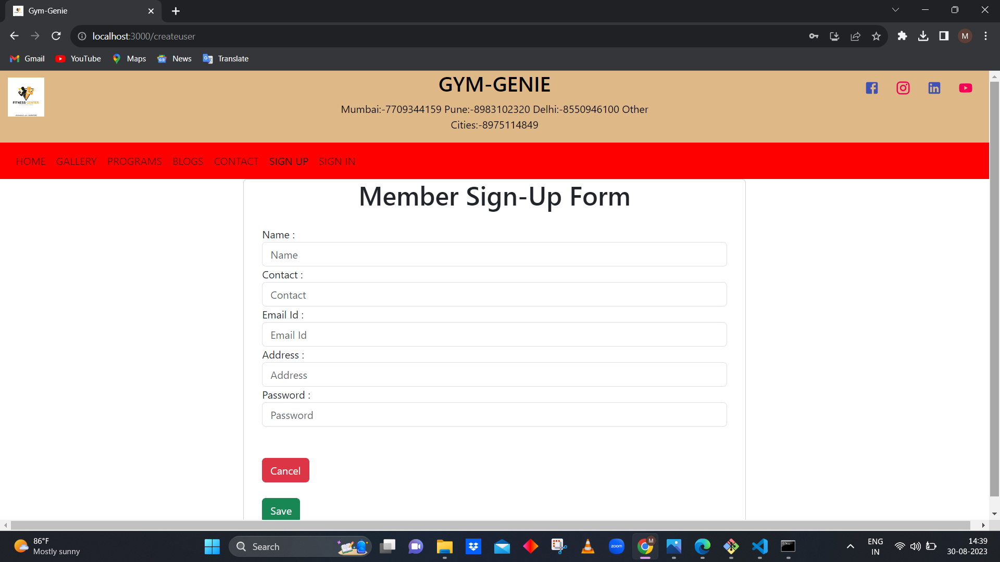 Gym-Genie
localhost:3000/createuser
M
Gmail
YouTube
Maps
News
Translate
FITNESS CENTER
GYM-GENIE
Mumbai:-7709344159 Pune:-8983102320 Delhi:-8550946100 Other
Cities:-8975114849
HOME
GALLERY
PROGRAMS
BLOGS
CONTACT
SIGN UP
SIGN IN
Member Sign-Up Form
Name :
Name
Contact :
Contact
Email Id :
Email Id
Address :
Address
Password :
Password
Cancel
Save
86°F
Mostly sunny
Search
zoom
M
ENG
IN
14:39
30-08-2023